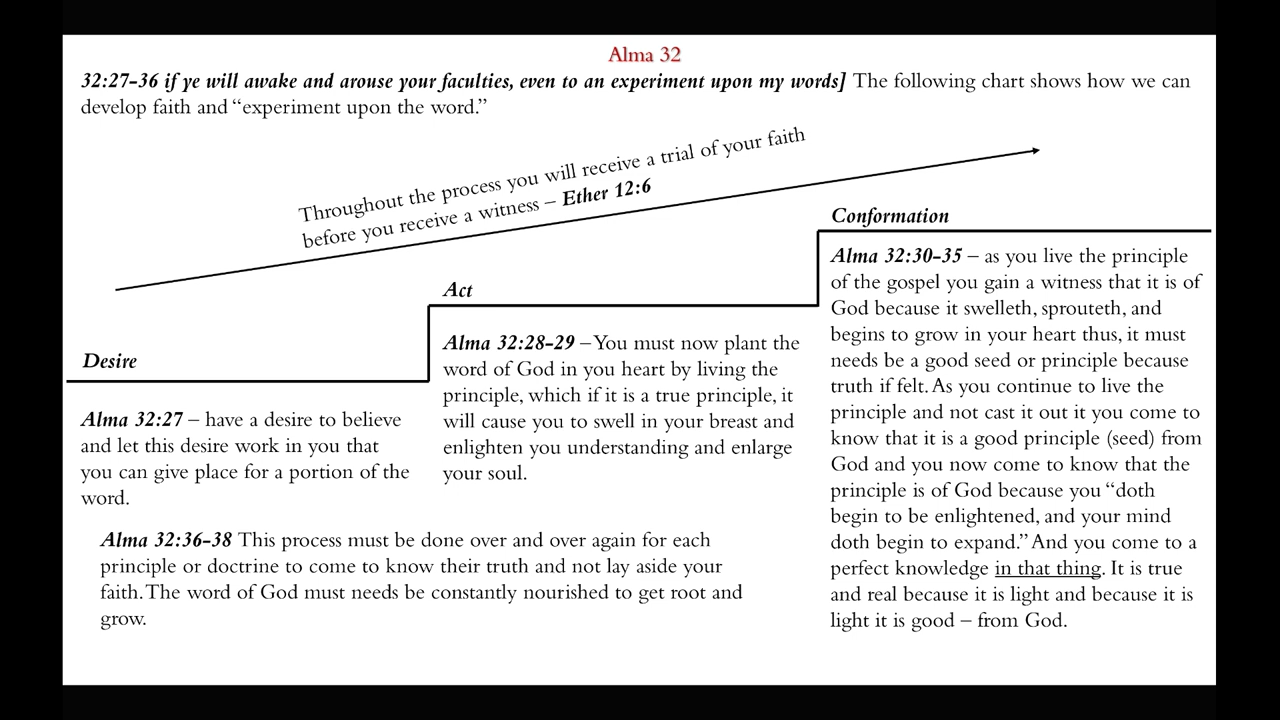 Alma 32
32:27-36 if ye will awake and arouse your faculties, even to an experiment upon my words] The following chart shows how we can
develop faith and “experiment upon the word.”
Throughout the process you will receive a trial of your faith
before you receive a witness – Ether 12:6
Desire
Alma 32:27 – have a desire to believe
and let this desire work in you that
you can give place for a portion of the
word.
Act
Alma 32:28-29 – You must now plant the
word of God in you heart by living the
principle, which if it is a true principle, it
will cause you to swell in your breast and
enlighten you understanding and enlarge
your soul.
Conformation
Alma 32:30-35 – as you live the principle
of the gospel you gain a witness that it is of
God because it swelleth, sprouteth, and
begins to grow in your heart thus, it must
needs be a good seed or principle because
truth if felt. As you continue to live the
principle and not cast it out it you come to
know that it is a good principle (seed) from
God and you now come to know that the
principle is of God because you “doth
begin to be enlightened, and your mind
doth begin to expand.” And you come to a
perfect knowledge in that thing. It is true
and real because it is light and because it is
light it is good – from God.
Alma 32:36-38 This process must be done over and over again for each
principle or doctrine to come to know their truth and not lay aside your
faith. The word of God must needs be constantly nourished to get root and
grow.